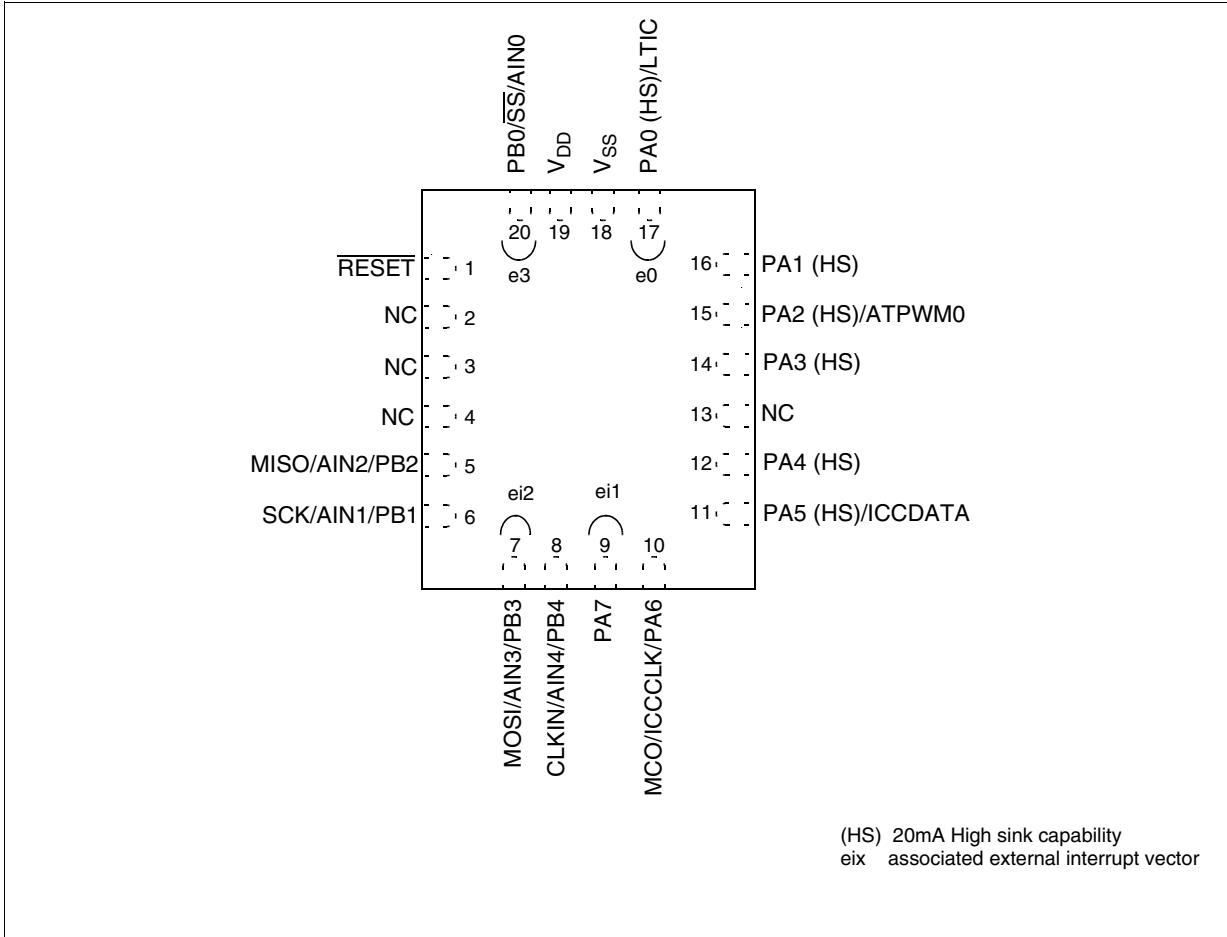 PB0/S̅S̅/AIN0
VDD
VSS
PA0 (HS)/LTIC
20
19
18
17
e3
e0
R̅E̅S̅E̅T̅
1
16
PA1 (HS)
NC
2
15
PA2 (HS)/ATPWM0
NC
3
14
PA3 (HS)
NC
4
13
NC
MISO/AIN2/PB2
5
12
PA4 (HS)
SCK/AIN1/PB1
6
11
PA5 (HS)/ICCDATA
ei2
ei1
7
8
9
10
MOSI/AIN3/PB3
CLKIN/AIN4/PB4
PA7
MCO/ICCCLK/PA6
(HS) 20mA High sink capability
eix associated external interrupt vector